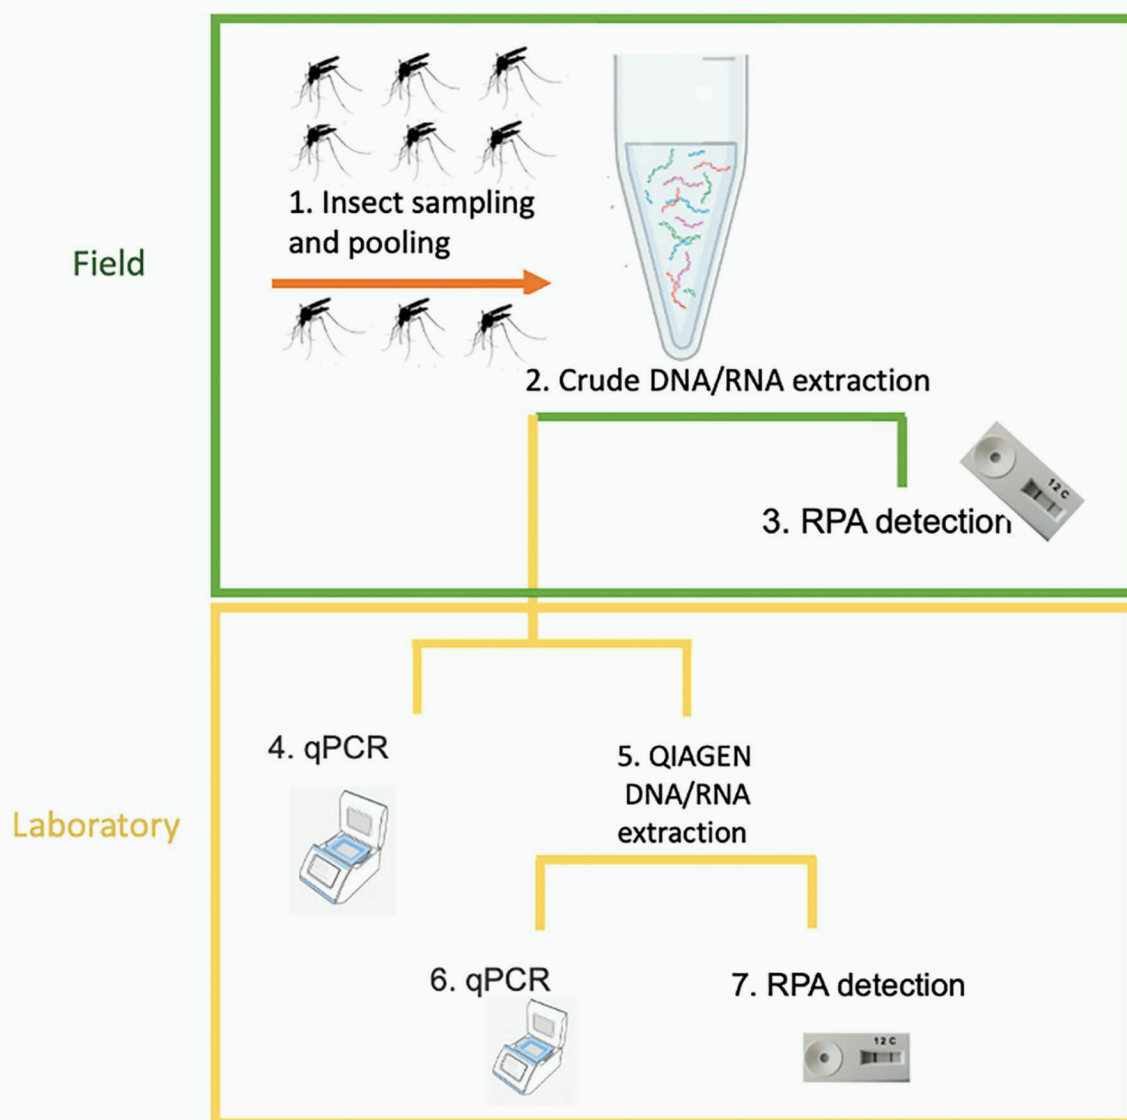 1. Insect sampling
and pooling
Field
2. Crude DNA/RNA extraction
12 C
3. RPA detection
4. qPCR
5. QIAGEN
DNA/RNA
extraction
Laboratory
6. qPCR
7. RPA detection
12 C